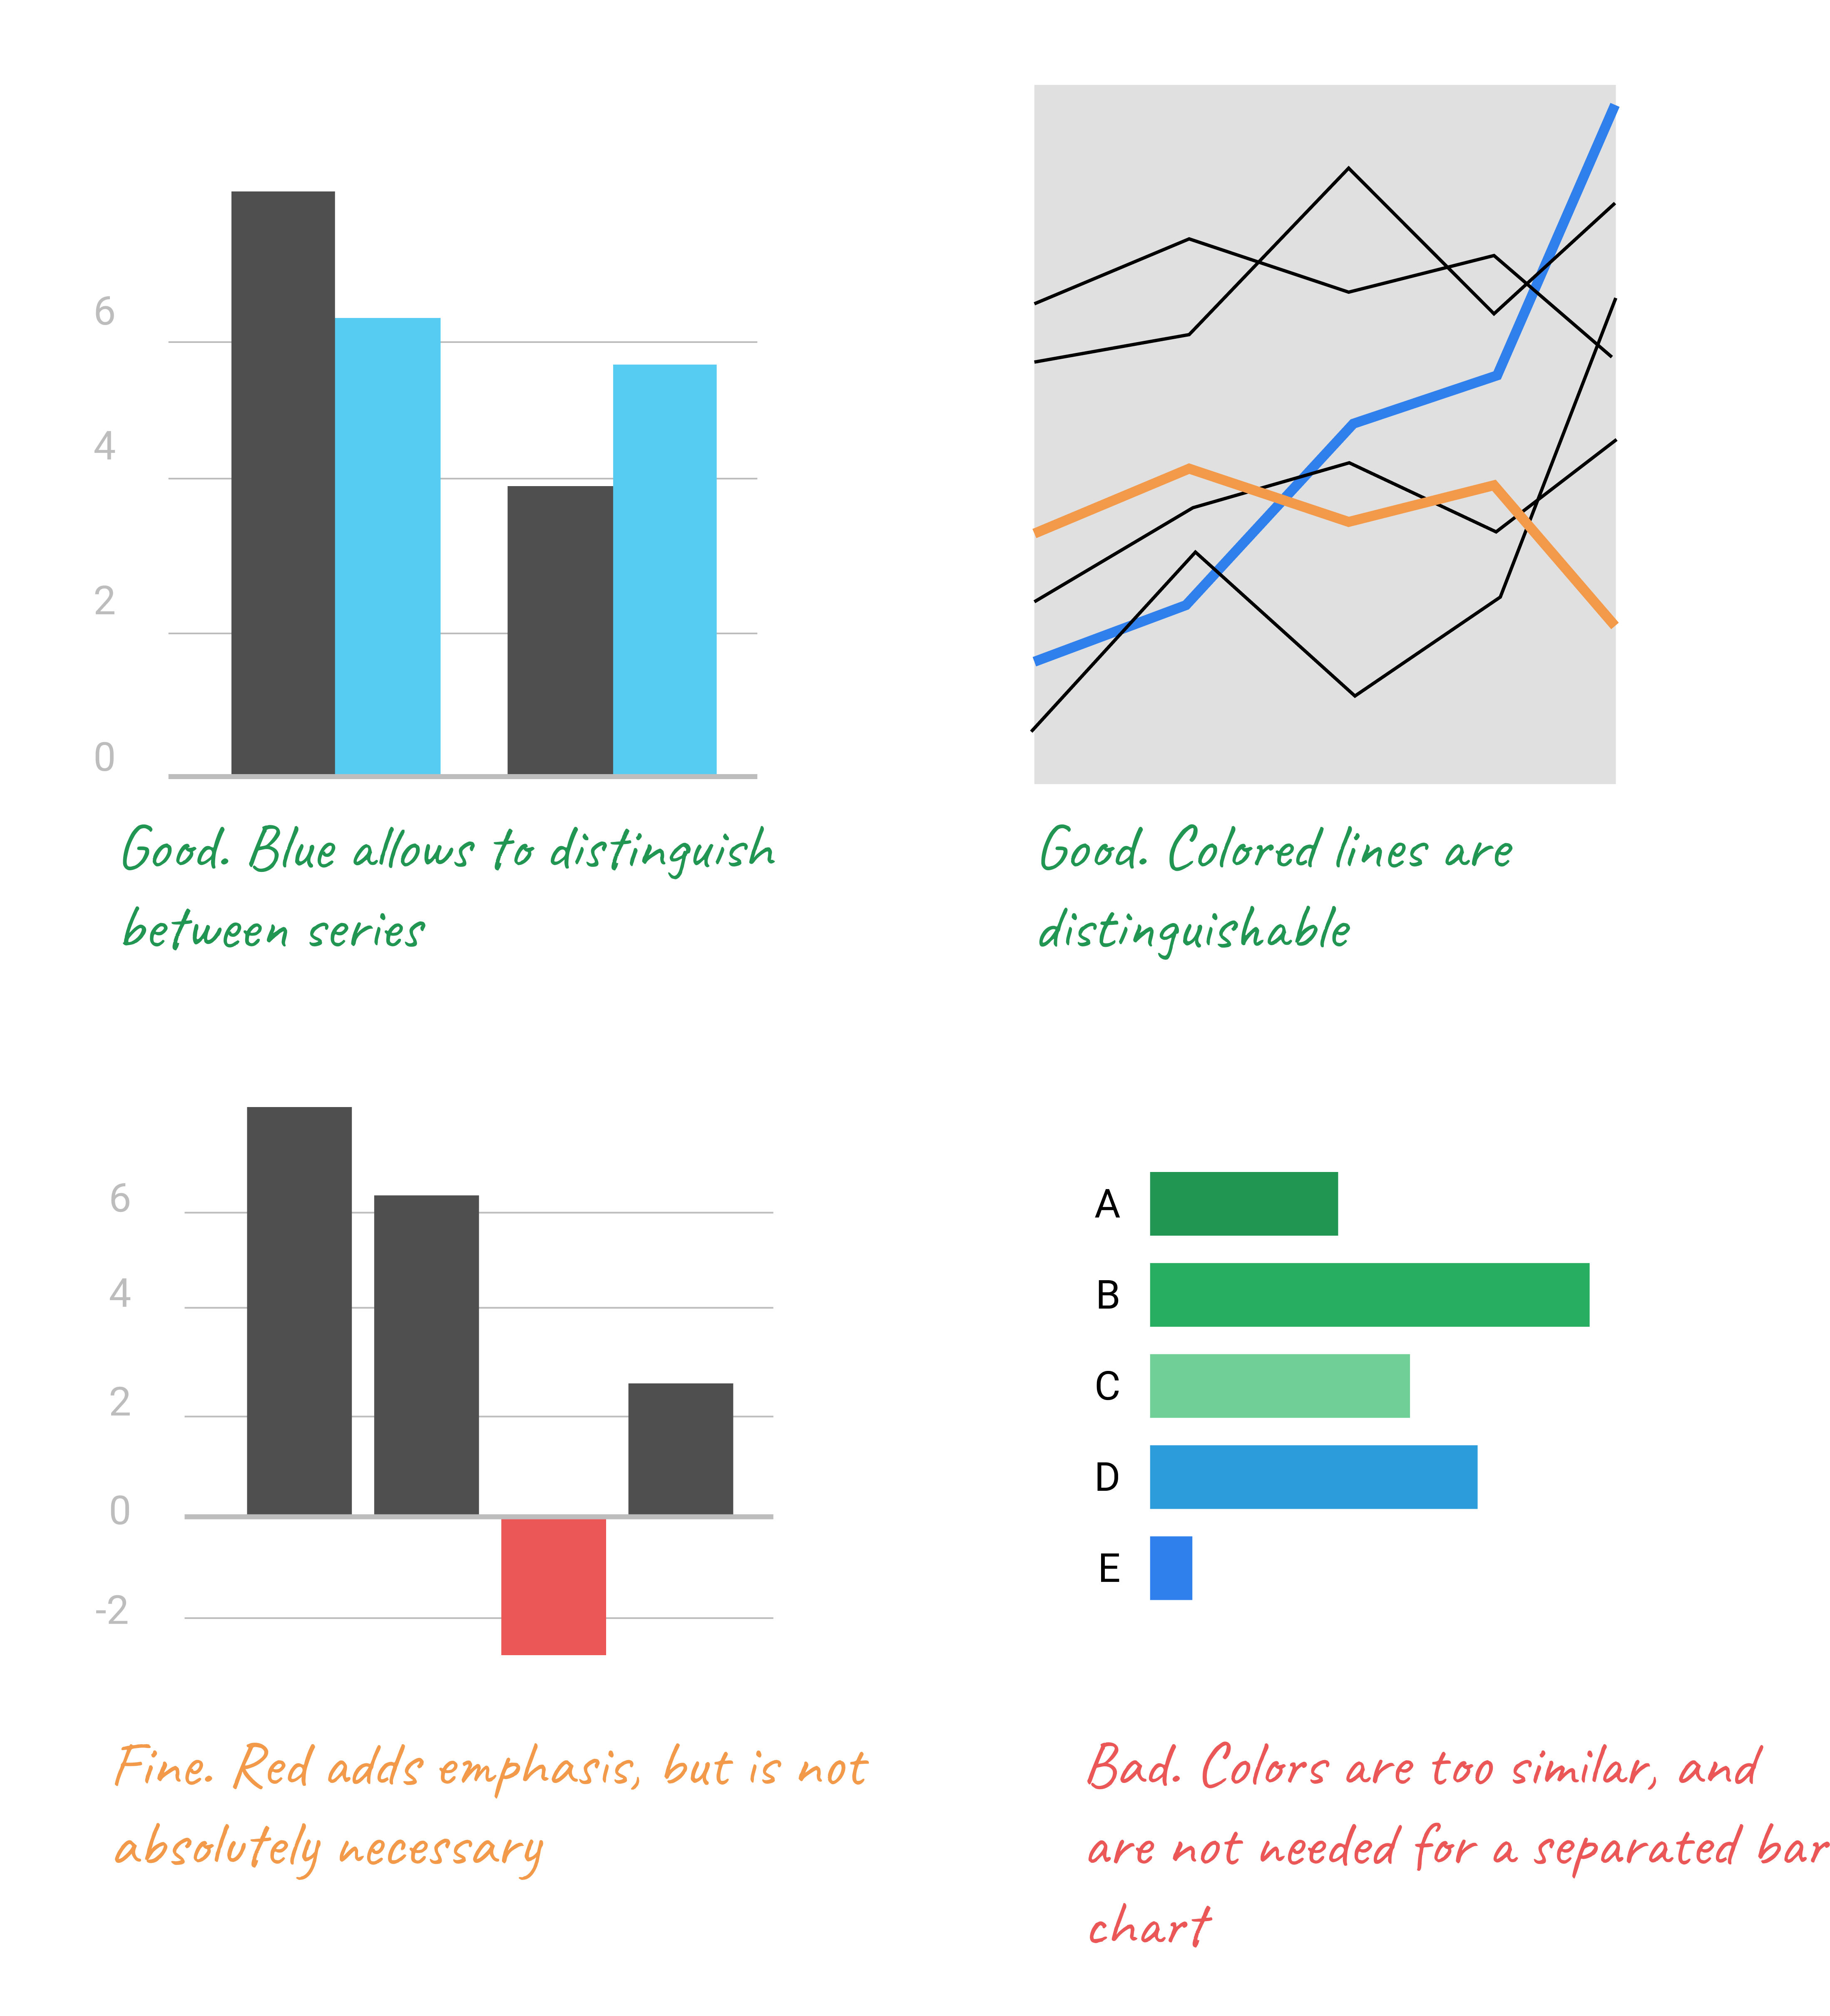 6
4
2
0
Good. Blue allows to distinguish
between series
Good. Colored lines are
distinguishable
6
4
2
0
-2
Fine. Red adds emphasis, but is not
absolutely necessary
A
B
C
D
E
Bad. Colors are too similar, and
are not needed for a separated bar
chart